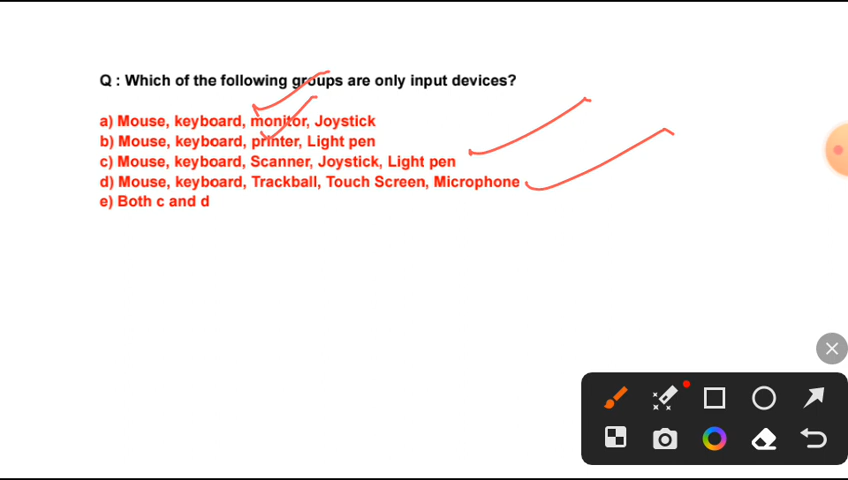 Q : Which of the following groups are only input devices?
a) Mouse, keyboard, monitor, Joystick
b) Mouse, keyboard, printer, Light pen
c) Mouse, keyboard, Scanner, Joystick, Light pen
d) Mouse, keyboard, Trackball, Touch Screen, Microphone
e) Both c and d